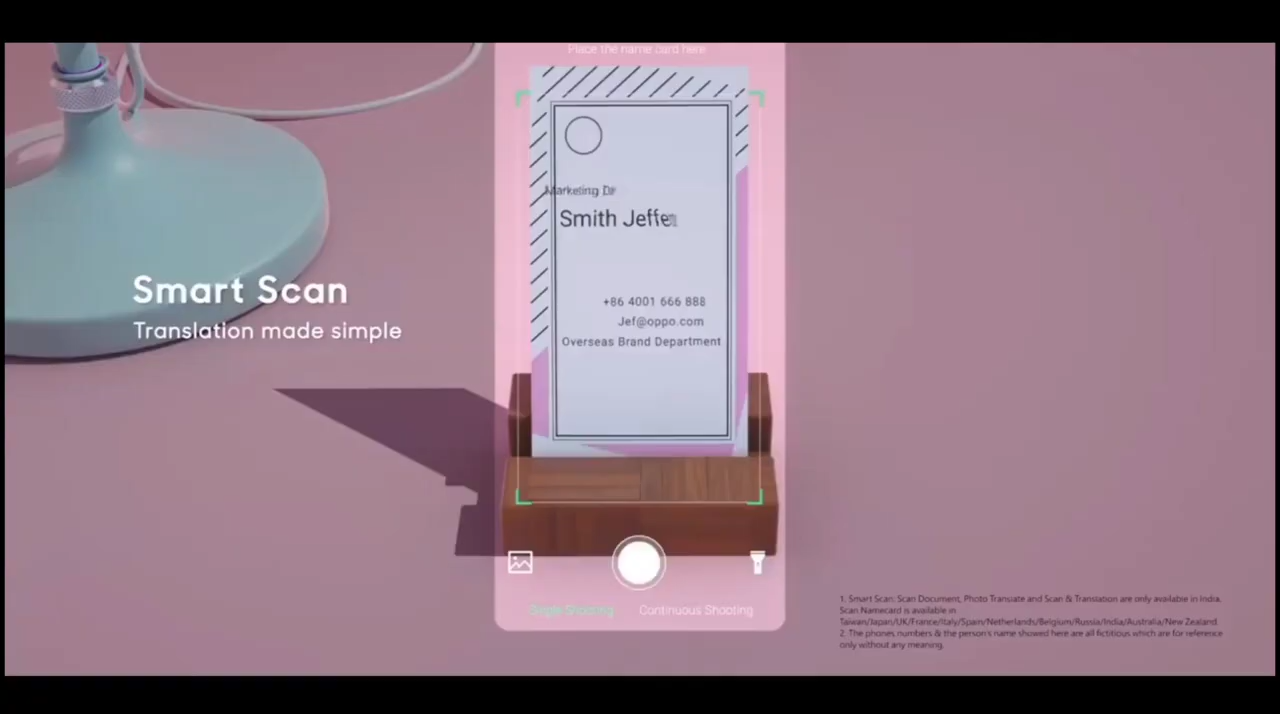 Place the name card here
Marketing
Smith
+86 4001 666 888
Jef@oppo.com
Overseas Brand Department
Smart Scan
Translation made simple
Single Shooting
Continuous Shooting
1. Smart Scan: Scan Document, Photo Translate and Scan & Translation are only available in India.
Scan Namecard is available in
Taiwan/Japan/UK/France/Italy/Spain/Netherlands/Belgium/Russia/India/Australia/New Zealand.
2. The phones numbers & the person's name showed here are all fictitious which are for reference
only without any meaning.